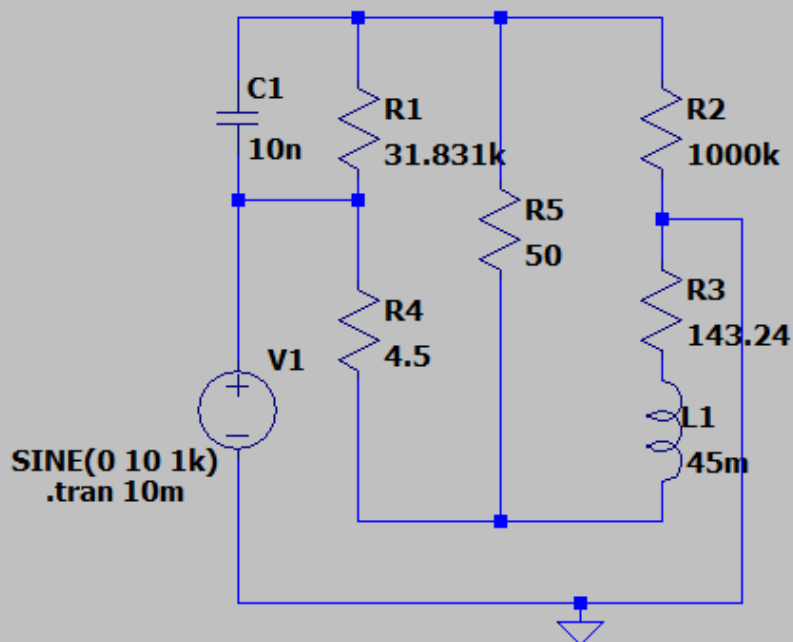 C1
10n
R1
31.831k
R2
1000k
R5
50
R3
143.24
R4
4.5
V1
L1
45m
SINE(0 10 1k)
.tran 10m